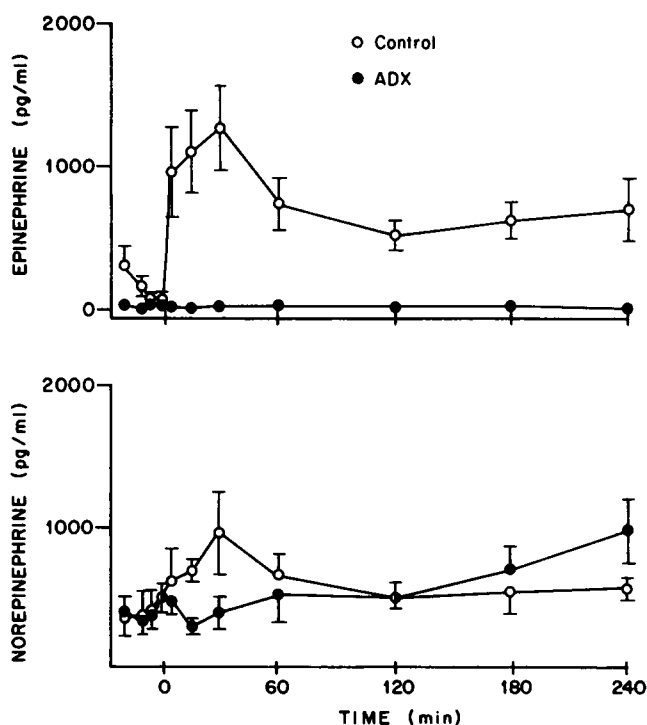 2000
1000
0
EPINEPHRINE (pg/ml)
Control
ADX
2000
1000
NOREPINEPHRINE (pg/ml)
0 60 120 180 240
TIME (min)